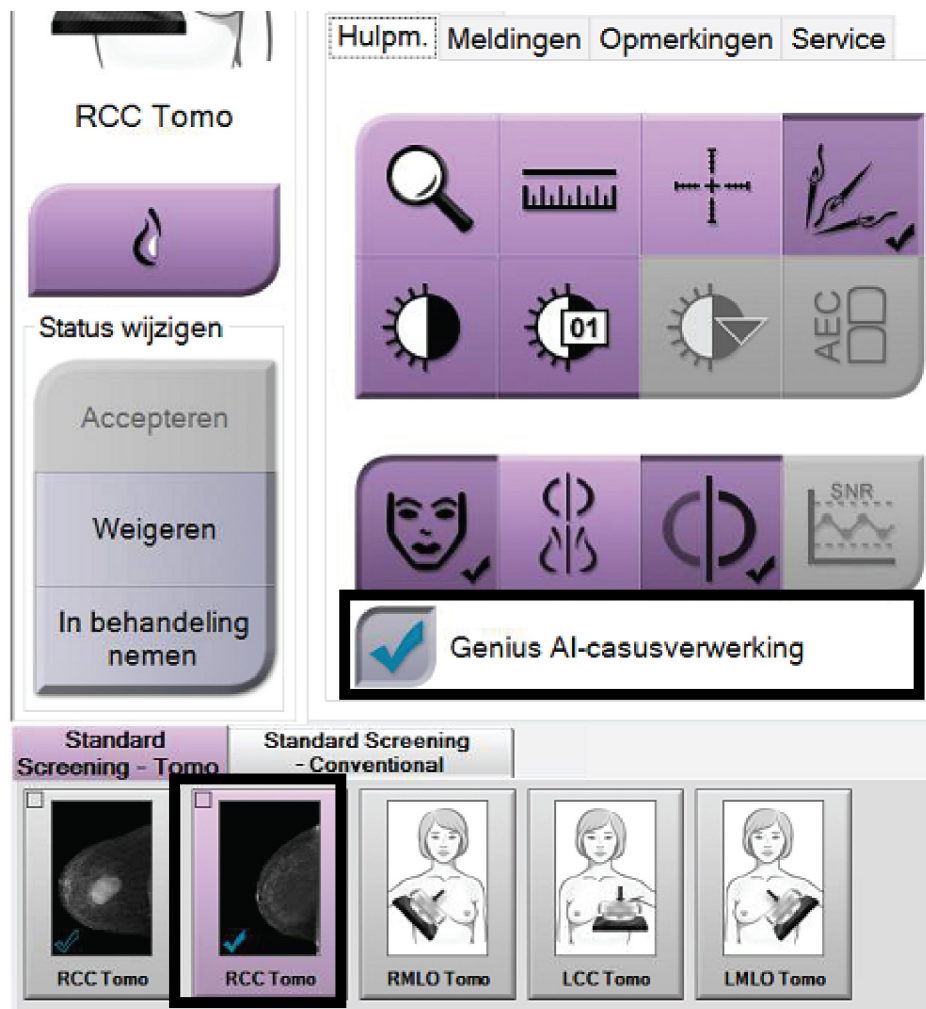 RCC Tomo
Status wijzigen
Accepteren
Weigeren
In behandeling
nemen
Hulpm. Meldingen Opmerkingen Service
01
AEC
SNR
Genius AI-casusverwerking
Standard
Screening - Tomo
Standard Screening
- Conventional
RCC Tomo
RCC Tomo
RMLO Tomo
LCC Tomo
LMLO Tomo